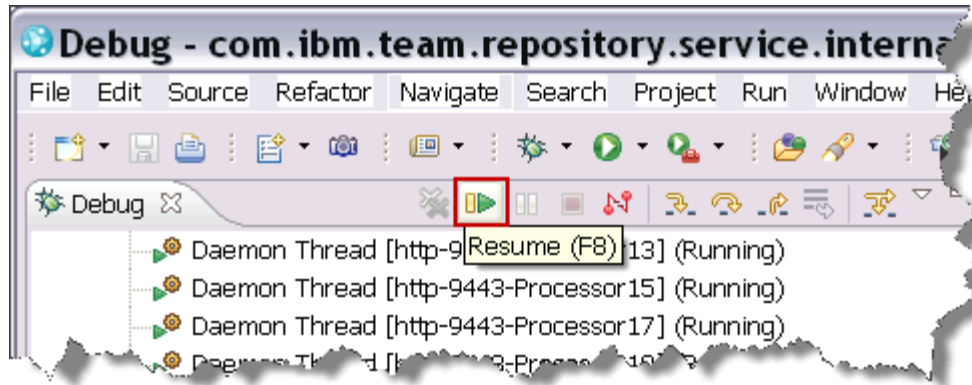 Debug - com.ibm.team.repository.service.interna
File Edit Source Refactor Navigate Search Project Run Window
Debug
Daemon Thread [http-9 13] (Running)
Resume (F8)
Daemon Thread [http-9443-Processor15] (Running)
Daemon Thread [http-9443-Processor17] (Running)